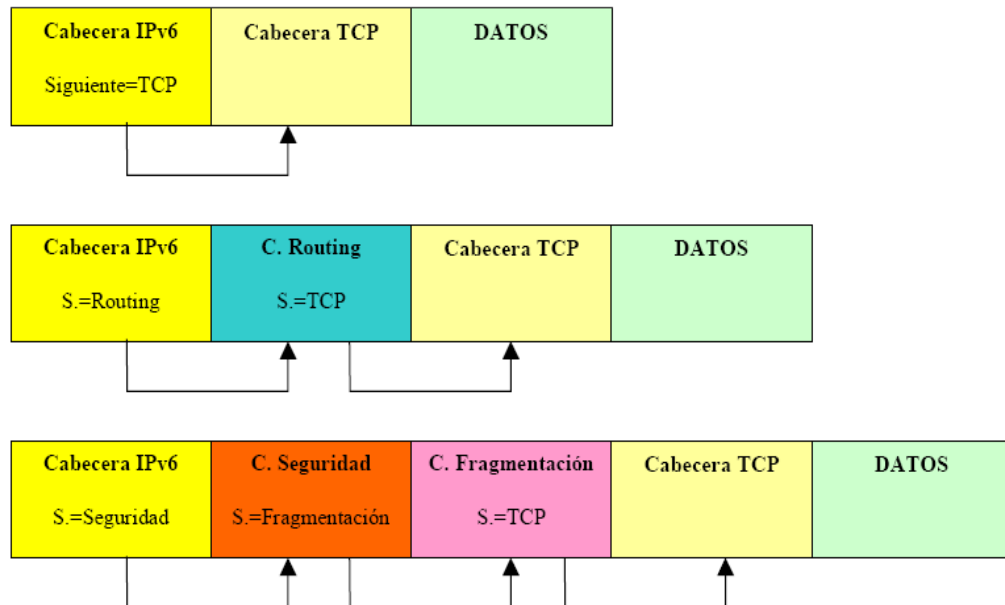 Cabecera IPv6 Cabecera TCP DATOS
Siguiente=TCP
Cabecera IPv6 C. Routing Cabecera TCP DATOS
S.=Routing S.=TCP
Cabecera IPv6 C. Seguridad C. Fragmentación Cabecera TCP DATOS
S.=Seguridad S.=Fragmentación S.=TCP